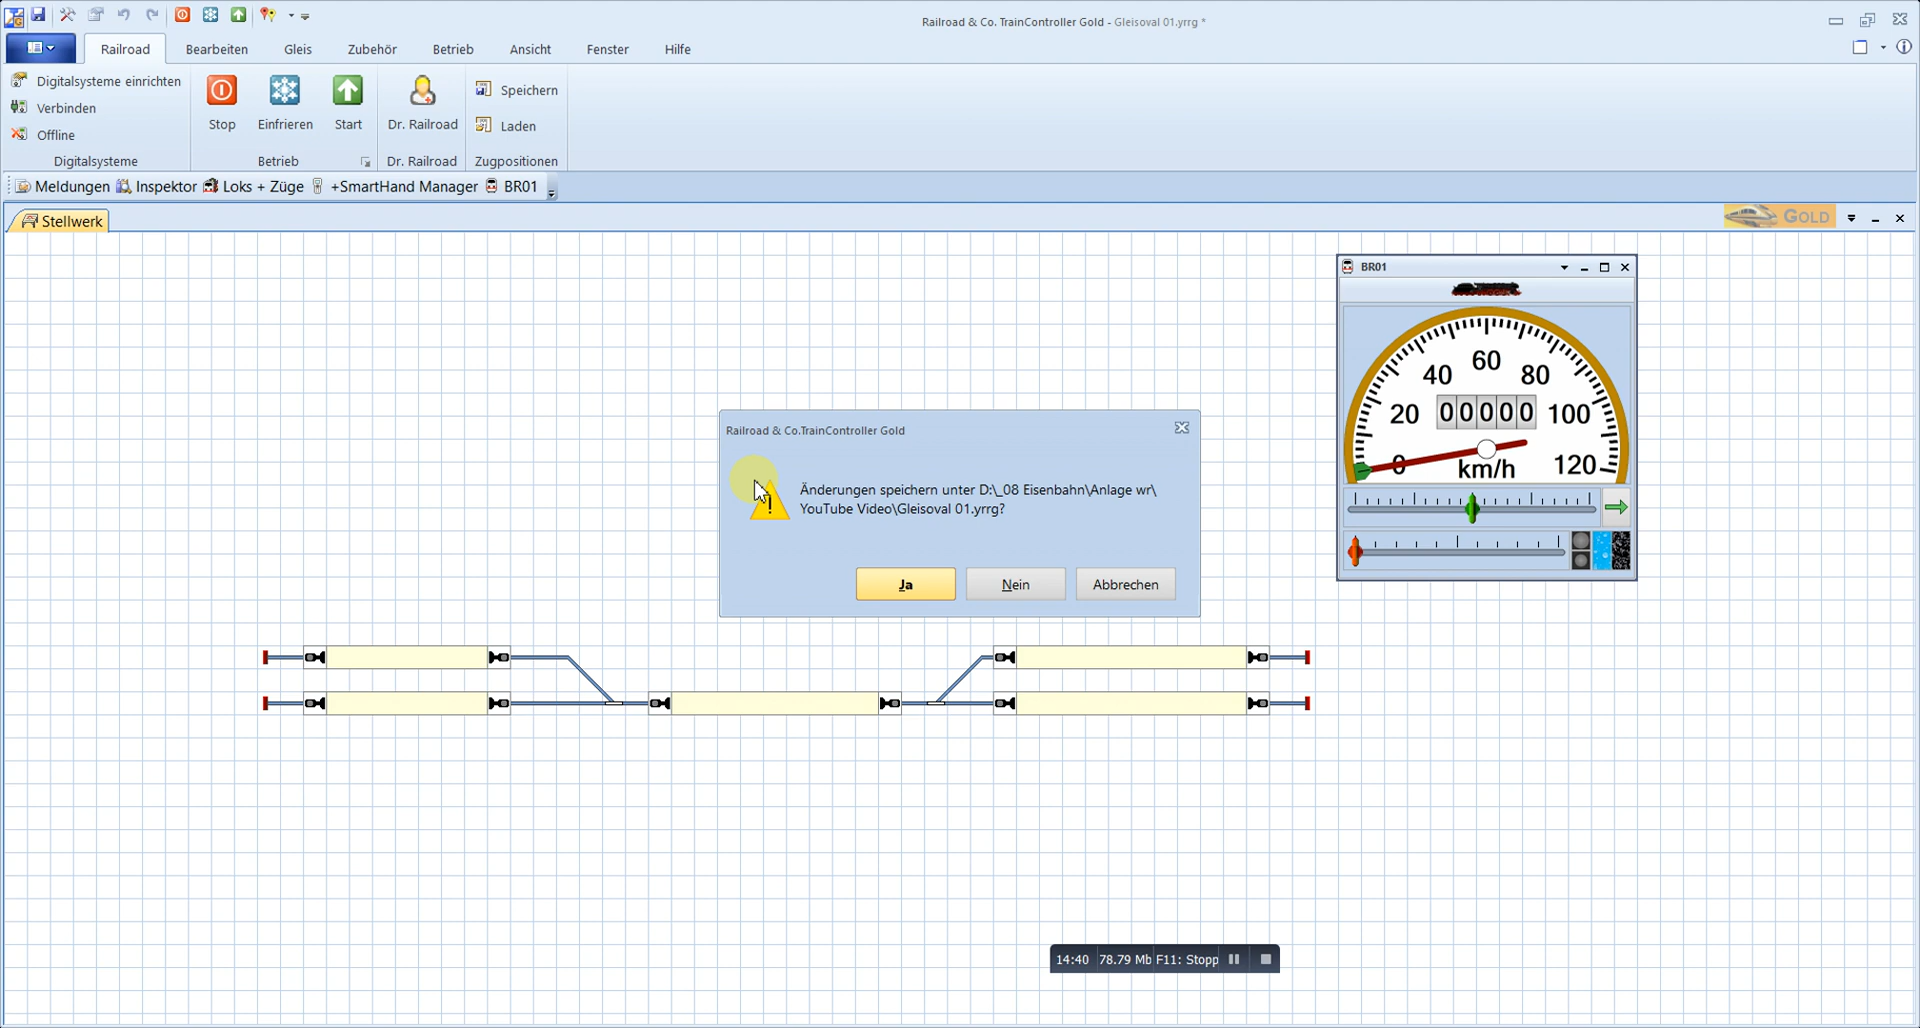 Railroad & Co. TrainController Gold - Gleisoval 01.yrrg *
Railroad
Bearbeiten
Gleis
Zubehör
Betrieb
Ansicht
Fenster
Hilfe
Digitalsysteme einrichten
Verbinden
Offline
Digitalsysteme
Stop
Einfrieren
Start
Betrieb
Dr. Railroad
Dr. Railroad
Speichern
Laden
Zugpositionen
Meldungen
Inspektor
Loks + Züge
+SmartHand Manager
BR01
Stellwerk
GOLD
BR01
0
20
40
60
80
100
120
00000
km/h
Railroad & Co.TrainController Gold
Änderungen speichern unter D:\_08 Eisenbahn\Anlage wr\
YouTube Video\Gleisoval 01.yrrg?
Ja
Nein
Abbrechen
14:40 78.79 Mb F11: Stopp